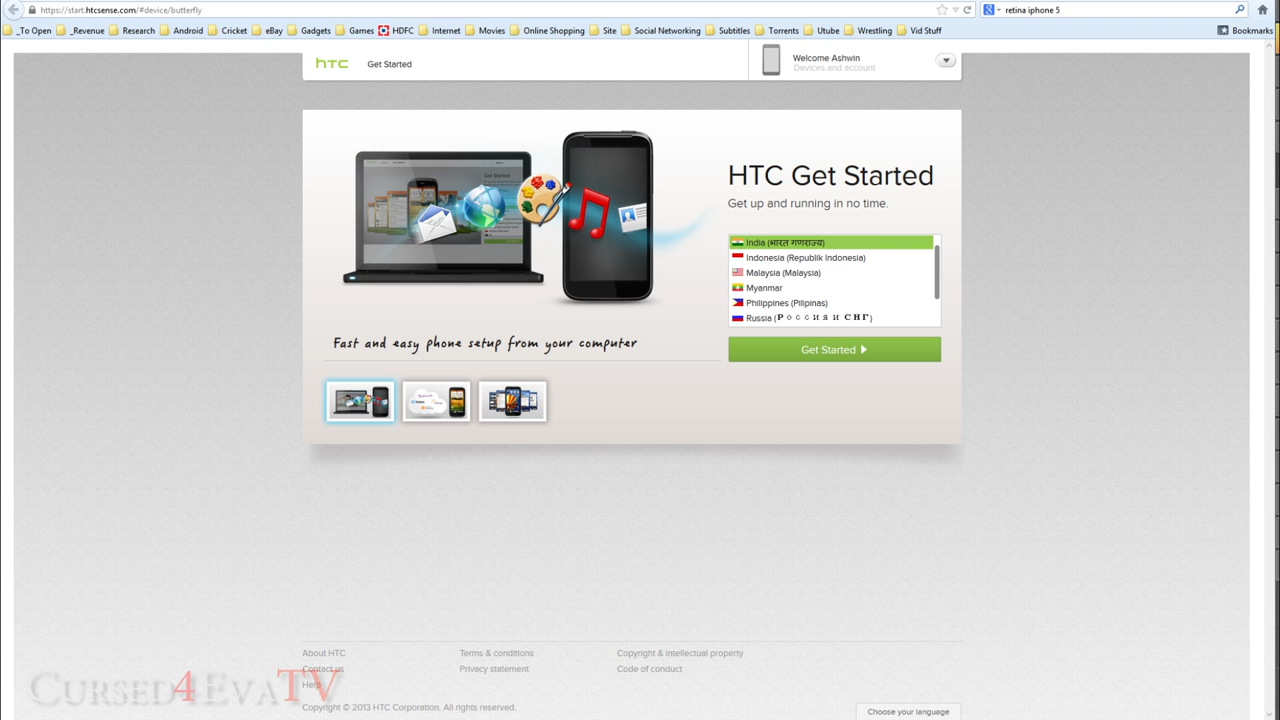 https://start.htcsense.com/#device/butterfly
retina iphone 5
_To Open _Revenue Research Android Cricket eBay Gadgets Games HDFC Internet Movies Online Shopping Site Social Networking Subtitles Torrents Utube Wrestling Vid Stuff Bookmarks
htc Get Started
Welcome Ashwin
Devices and account
HTC Get Started
Get up and running in no time.
India (भारत गणराज्य)
Indonesia (Republik Indonesia)
Malaysia (Malaysia)
Myanmar
Philippines (Pilipinas)
Russia (Россия и СНГ)
Get Started
Fast and easy phone setup from your computer
About HTC Terms & conditions Copyright & intellectual property
Contact us Privacy statement Code of conduct
Help
Cursed4EvaTV
Copyright © 2013 HTC Corporation. All rights reserved.
Choose your language